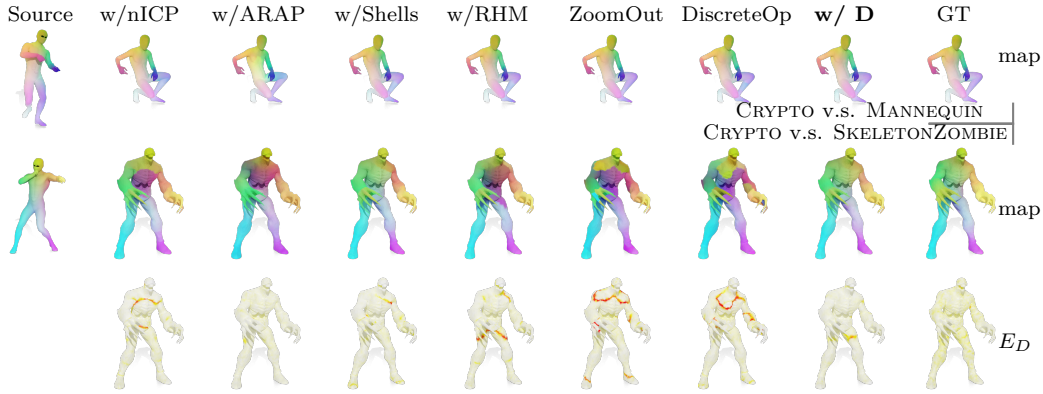 Source w/nICP w/ARAP w/Shells w/RHM ZoomOut DiscreteOp w/ D GT
map
CRYPTO v.s. MANNEQUIN
CRYPTO v.s. SKELETONZOMBIE
map
E_D